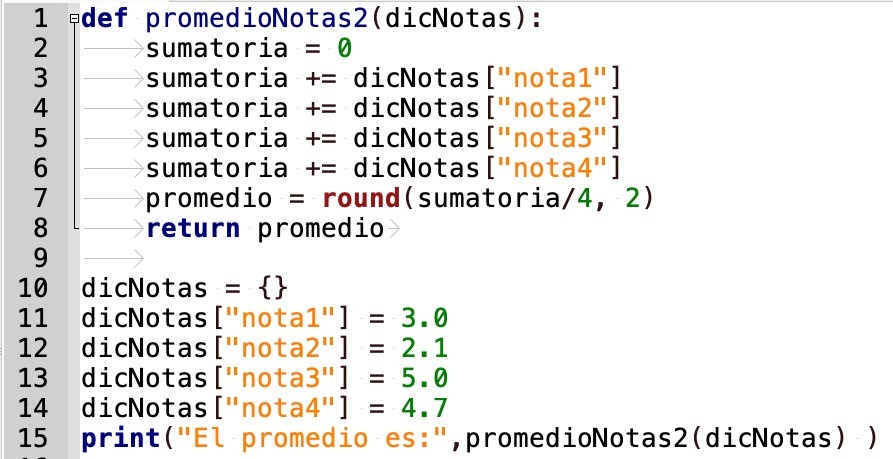 1 def promedioNotas2(dicNotas):
2 sumatoria = 0
3 sumatoria += dicNotas["nota1"]
4 sumatoria += dicNotas["nota2"]
5 sumatoria += dicNotas["nota3"]
6 sumatoria += dicNotas["nota4"]
7 promedio = round(sumatoria/4, 2)
8 return promedio
9
10 dicNotas = {}
11 dicNotas["nota1"] = 3.0
12 dicNotas["nota2"] = 2.1
13 dicNotas["nota3"] = 5.0
14 dicNotas["nota4"] = 4.7
15 print("El promedio es:",promedioNotas2(dicNotas) )